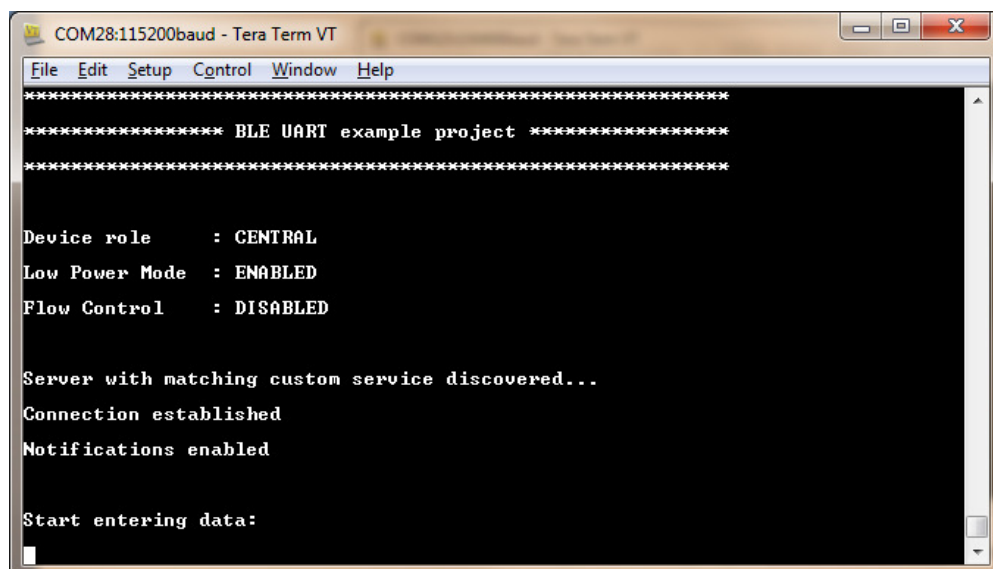 COM28:115200baud - Tera Term VT
File Edit Setup Control Window Help
************************************************************
***************** BLE UART example project *****************
************************************************************
Device role : CENTRAL
Low Power Mode : ENABLED
Flow Control : DISABLED
Server with matching custom service discovered...
Connection established
Notifications enabled
Start entering data: